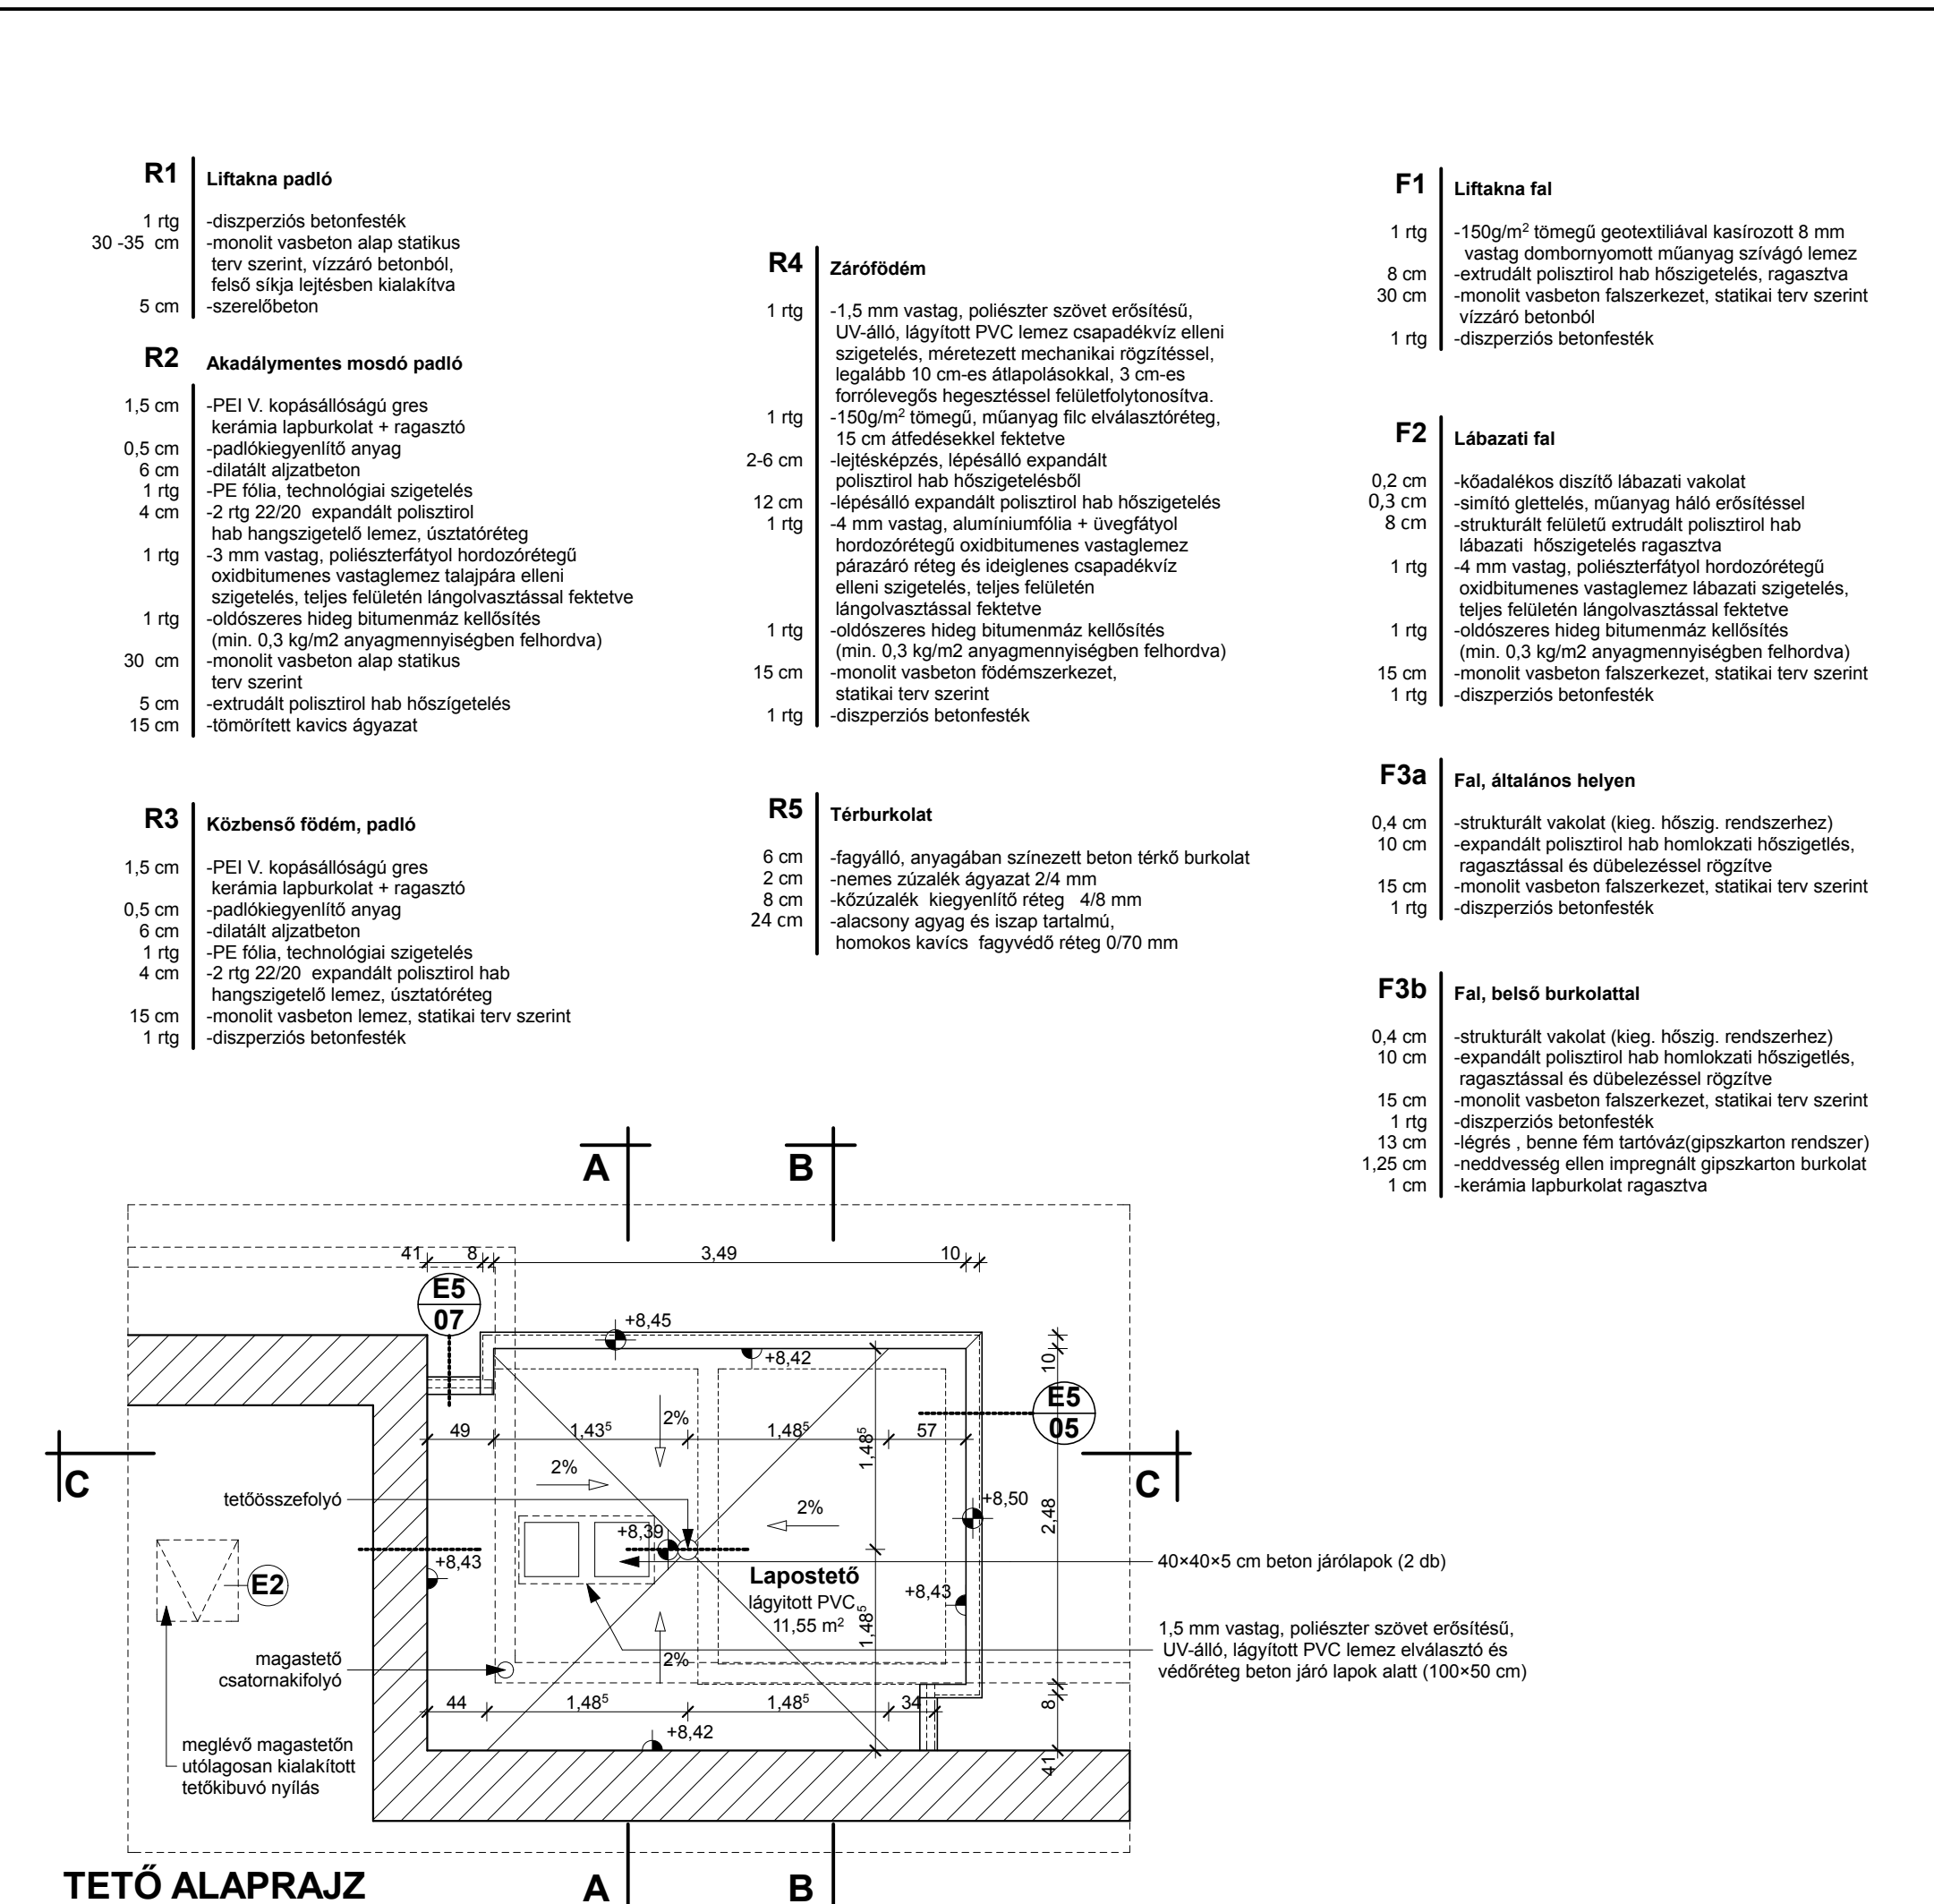 R1 Liftakna padló
1 rtg -diszperziós betonfesték
30 -35 cm -monolit vasbeton alap statikus
terv szerint, vízzáró betonból,
felső síkja lejtésben kialakítva
5 cm -szerelőbeton
R2 Akadálymentes mosdó padló
1,5 cm -PEI V. kopásállóságú gres
kerámia lapburkolat + ragasztó
0,5 cm -padlókiegyenlítő anyag
6 cm -dilatált aljzatbeton
1 rtg -PE fólia, technológiai szigetelés
4 cm -2 rtg 22/20 expandált polisztirol
hab hangszigetelő lemez, úsztatóréteg
1 rtg -3 mm vastag, poliészterfátyol hordozórétegű
oxidbitumenes vastaglemez talajpára elleni
szigetelés, teljes felületén lángolvasztással fektetve
1 rtg -oldószeres hideg bitumenmáz kellősítés
(min. 0,3 kg/m2 anyagmennyiségben felhordva)
30 cm -monolit vasbeton alap statikus
terv szerint
5 cm -extrudált polisztirol hab hőszígetelés
15 cm -tömörített kavics ágyazat
R3 Közbenső födém, padló
1,5 cm -PEI V. kopásállóságú gres
kerámia lapburkolat + ragasztó
0,5 cm -padlókiegyenlítő anyag
6 cm -dilatált aljzatbeton
1 rtg -PE fólia, technológiai szigetelés
4 cm -2 rtg 22/20 expandált polisztirol hab
hangszigetelő lemez, úsztatóréteg
15 cm -monolit vasbeton lemez, statikai terv szerint
1 rtg -diszperziós betonfesték
R4 Zárófödém
1 rtg -1,5 mm vastag, poliészter szövet erősítésű,
UV-álló, lágyított PVC lemez csapadékvíz elleni
szigetelés, méretezett mechanikai rögzítéssel,
legalább 10 cm-es átlapolásokkal, 3 cm-es
forrólevegős hegesztéssel felületfolytonosítva.
1 rtg -150g/m² tömegű, műanyag filc elválasztóréteg,
15 cm átfedésekkel fektetve
2-6 cm -lejtésképzés, lépésálló expandált
polisztirol hab hőszigetelésből
12 cm -lépésálló expandált polisztirol hab hőszigetelés
1 rtg -4 mm vastag, alumíniumfólia + üvegfátyol
hordozórétegű oxidbitumenes vastaglemez
párazáró réteg és ideiglenes csapadékvíz
elleni szigetelés, teljes felületén
lángolvasztással fektetve
1 rtg -oldószeres hideg bitumenmáz kellősítés
(min. 0,3 kg/m2 anyagmennyiségben felhordva)
15 cm -monolit vasbeton födémszerkezet,
statikai terv szerint
1 rtg -diszperziós betonfesték
R5 Térburkolat
6 cm -fagyálló, anyagában színezett beton térkő burkolat
2 cm -nemes zúzalék ágyazat 2/4 mm
8 cm -kőzúzalék kiegyenlítő réteg 4/8 mm
24 cm -alacsony agyag és iszap tartalmú,
homokos kavics fagyvédő réteg 0/70 mm
F1 Liftakna fal
1 rtg -150g/m² tömegű geotextiliával kasírozott 8 mm
vastag dombornyomott műanyag szívágó lemez
8 cm -extrudált polisztirol hab hőszigetelés, ragasztva
30 cm -monolit vasbeton falszerkezet, statikai terv szerint
vízzáró betonból
1 rtg -diszperziós betonfesték
F2 Lábazati fal
0,2 cm -kőadalékos diszítő lábazati vakolat
0,3 cm -simító glettelés, műanyag háló erősítéssel
8 cm -strukturált felületű extrudált polisztirol hab
lábazati hőszigetelés ragasztva
1 rtg -4 mm vastag, poliészterfátyol hordozórétegű
oxidbitumenes vastaglemez lábazati szigetelés,
teljes felületén lángolvasztással fektetve
1 rtg -oldószeres hideg bitumenmáz kellősítés
(min. 0,3 kg/m2 anyagmennyiségben felhordva)
15 cm -monolit vasbeton falszerkezet, statikai terv szerint
1 rtg -diszperziós betonfesték
F3a Fal, általános helyen
0,4 cm -strukturált vakolat (kieg. hőszig. rendszerhez)
10 cm -expandált polisztirol hab homlokzati hőszigetlés,
ragasztással és dübelezéssel rögzítve
15 cm -monolit vasbeton falszerkezet, statikai terv szerint
1 rtg -diszperziós betonfesték
F3b Fal, belső burkolattal
0,4 cm -strukturált vakolat (kieg. hőszig. rendszerhez)
10 cm -expandált polisztirol hab homlokzati hőszigetlés,
ragasztással és dübelezéssel rögzítve
15 cm -monolit vasbeton falszerkezet, statikai terv szerint
1 rtg -diszperziós betonfesték
13 cm -légrés , benne fém tartóváz(gipszkarton rendszer)
1,25 cm -neddvesség ellen impregnált gipszkarton burkolat
1 cm -kerámia lapburkolat ragasztva
A B
41 8 3,49 10
E5
07
+8,45
+8,42
10
E5
05
49 1,43⁵ 2% 1,48⁵ 57
1,48⁵
C
2%
C
tetőösszefolyó
2%
+8,50
2,48
+8,39
+8,43
40×40×5 cm beton járólapok (2 db)
E2
Lapostető
lágyitott PVC
11,55 m²
+8,43
1,48⁵
1,5 mm vastag, poliészter szövet erősítésű,
UV-álló, lágyított PVC lemez elválasztó és
védőréteg beton járó lapok alatt (100×50 cm)
magastető
csatornakifolyó
2%
44 1,48⁵ 1,48⁵ 34
8
+8,42
41
meglévő magastetőn
utólagosan kialakított
tetőkibuvó nyílás
TETŐ ALAPRAJZ
A B